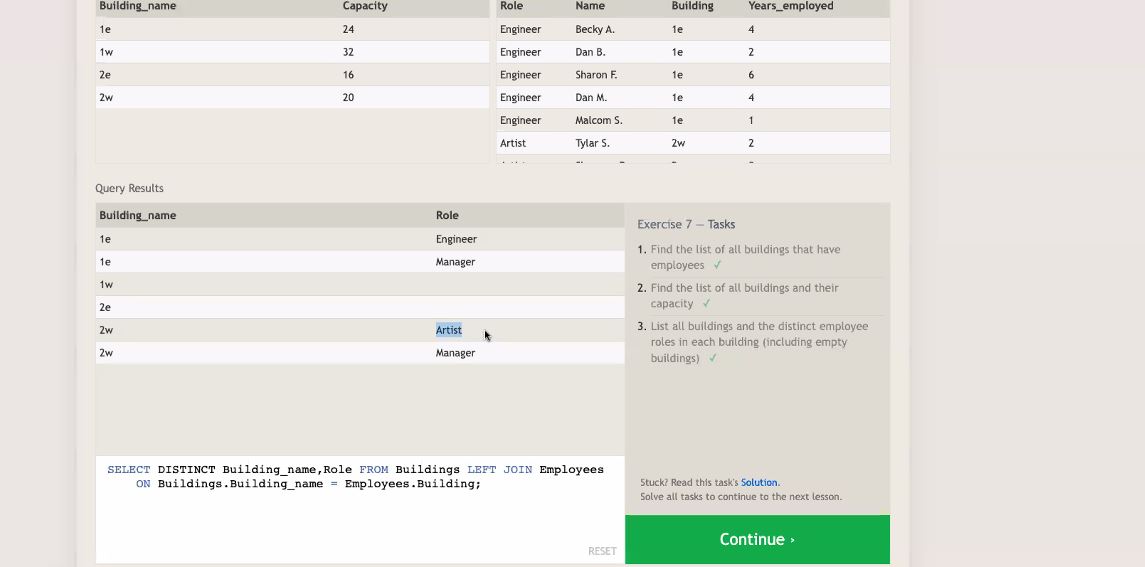 Building_name Capacity
1e 24
1w 32
2e 16
2w 20
Role Name Building Years_employed
Engineer Becky A. 1e 4
Engineer Dan B. 1e 2
Engineer Sharon F. 1e 6
Engineer Dan M. 1e 4
Engineer Malcom S. 1e 1
Artist Tylar S. 2w 2
Query Results
Building_name Role
1e Engineer
1e Manager
1w
2e
2w Artist
2w Manager
SELECT DISTINCT Building_name,Role FROM Buildings LEFT JOIN Employees
ON Buildings.Building_name = Employees.Building;
RESET
Exercise 7 — Tasks
1. Find the list of all buildings that have
employees ✓
2. Find the list of all buildings and their
capacity ✓
3. List all buildings and the distinct employee
roles in each building (including empty
buildings) ✓
Stuck? Read this task's Solution.
Solve all tasks to continue to the next lesson.
Continue ›